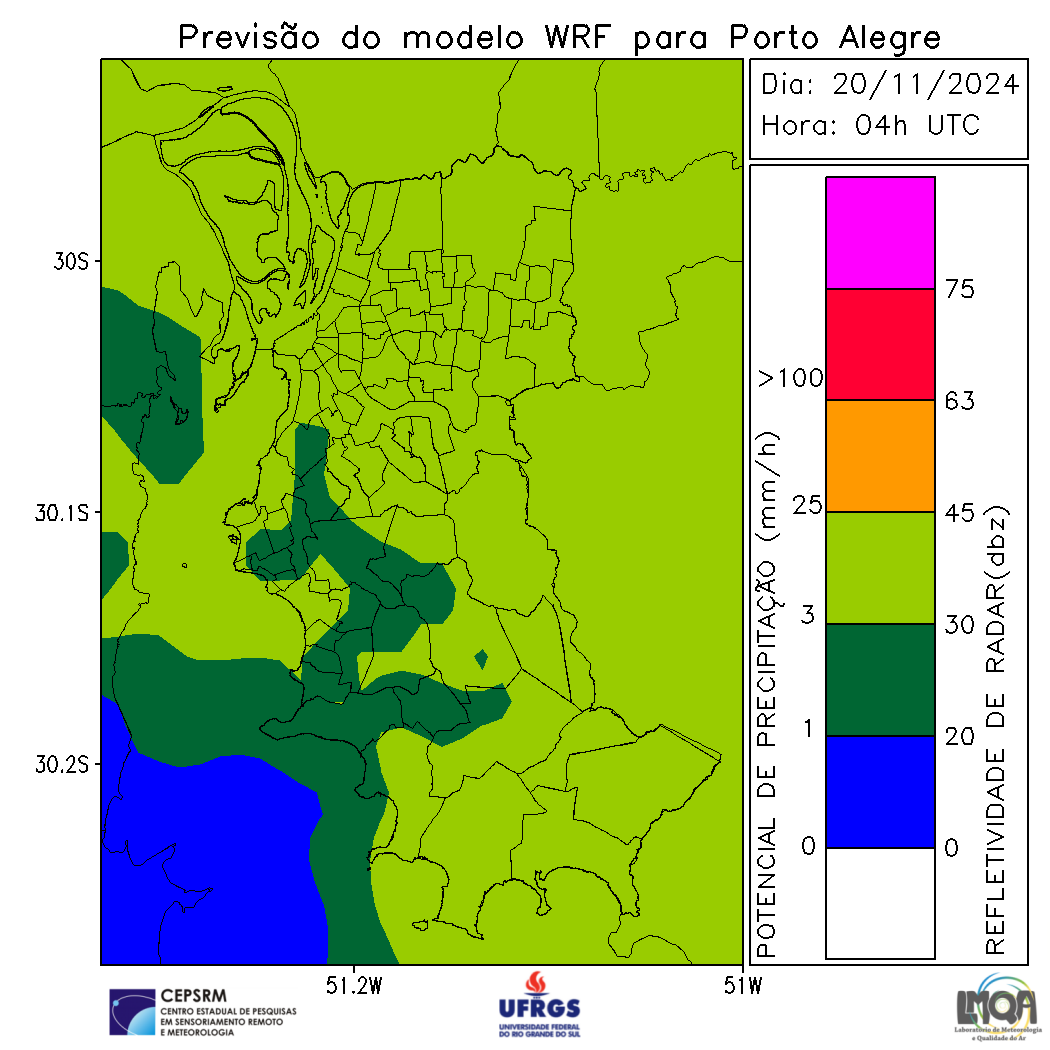 Previsão do modelo WRF para Porto Alegre
Dia: 20/11/2024
Hora: 04h UTC
30S
30.1S
30.2S
51.2W
51W
POTENCIAL DE PRECIPITAÇÃO (mm/h)
>100
25
3
1
0
75
63
45
30
20
0
REFLETIVIDADE DE RADAR(dbz)
CEPSRM
CENTRO ESTADUAL DE PESQUISAS
EM SENSORIAMENTO REMOTO
E METEOROLOGIA
UFRGS
UNIVERSIDADE FEDERAL
DO RIO GRANDE DO SUL
LMQA
Laboratório de Meteorologia
e Qualidade do Ar